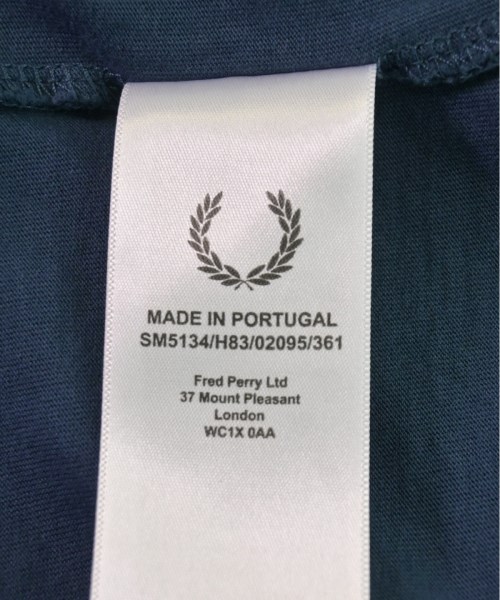 MADE IN PORTUGAL
SM5134/H83/02095/361
Fred Perry Ltd
37 Mount Pleasant
London
WC1X 0AA